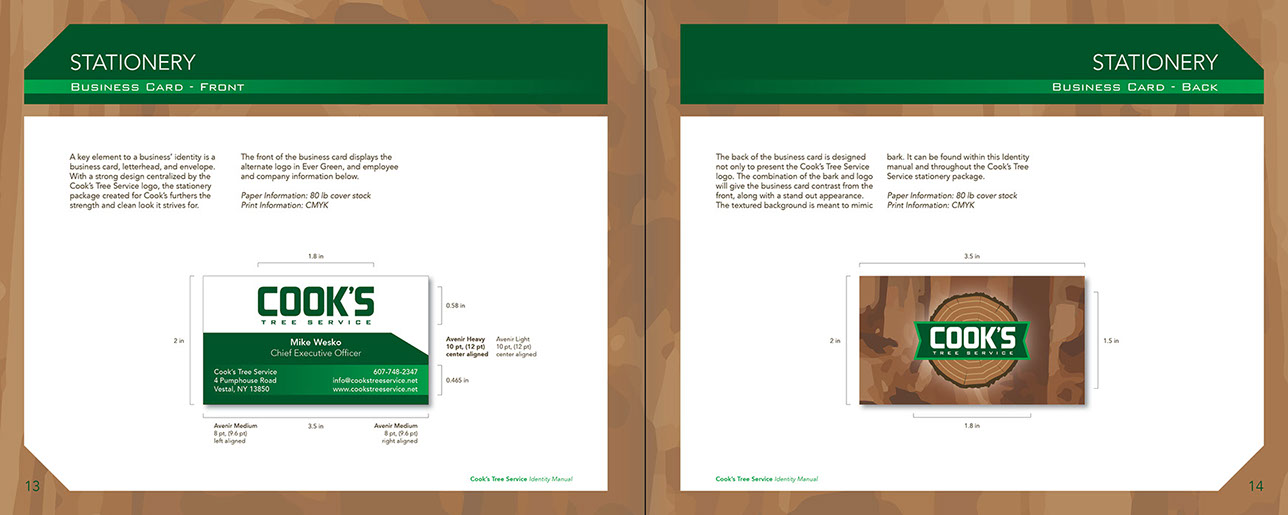 STATIONERY
Business Card - Front
A key element to a business' identity is a
business card, letterhead, and envelope.
With a strong design centralized by the
Cook's Tree Service logo, the stationery
package created for Cook's furthers the
strength and clean look it strives for.
The front of the business card displays the
alternate logo in Ever Green, and employee
and company information below.
Paper Information: 80 lb cover stock
Print Information: CMYK
1.8 in
2 in
COOK'S
TREE SERVICE
0.58 in
Mike Wesko
Chief Executive Officer
Avenir Heavy
10 pt, (12 pt)
center aligned
Avenir Light
10 pt, (12 pt)
center aligned
Cook's Tree Service
4 Pumphouse Road
Vestal, NY 13850
607-748-2347
info@cookstreeservice.net
www.cookstreeservice.net
0.465 in
Avenir Medium
8 pt, (9.6 pt)
left aligned
3.5 in
Avenir Medium
8 pt, (9.6 pt)
right aligned
Cook's Tree Service Identity Manual
13
STATIONERY
Business Card - Back
The back of the business card is designed
not only to present the Cook's Tree Service
logo. The combination of the bark and logo
will give the business card contrast from the
front, along with a stand out appearance.
The textured background is meant to mimic
bark. It can be found within this Identity
manual and throughout the Cook's Tree
Service stationery package.
Paper Information: 80 lb cover stock
Print Information: CMYK
3.5 in
2 in
COOK'S
TREE SERVICE
1.5 in
1.8 in
Cook's Tree Service Identity Manual
14